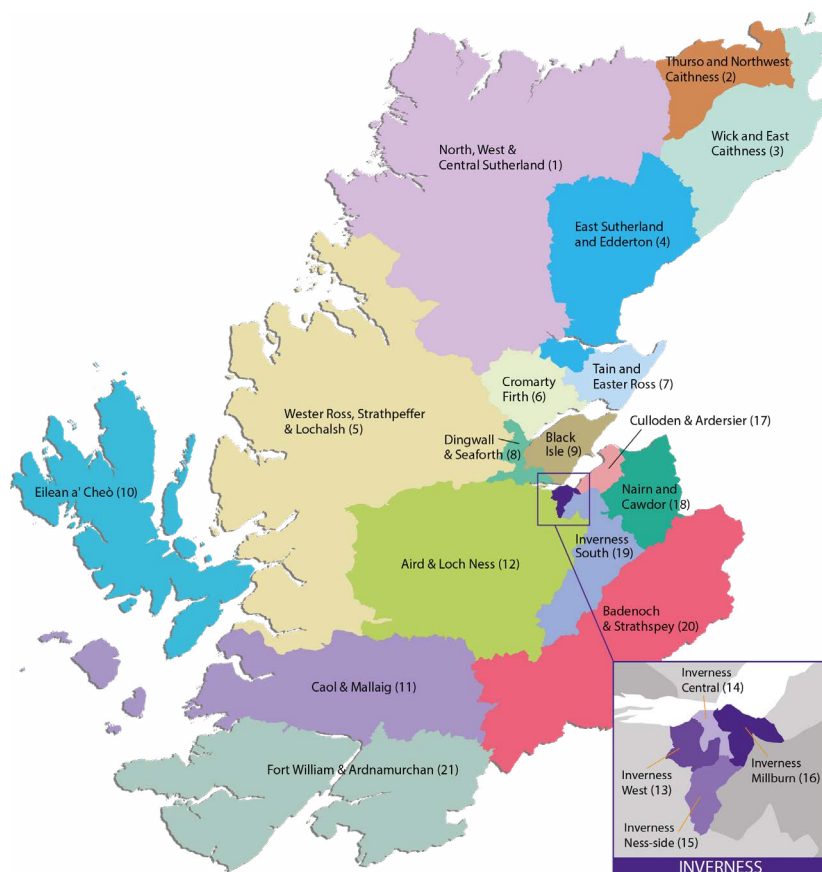 Thurso and Northwest
Caithness (2)
Wick and East
Caithness (3)
North, West &
Central Sutherland (1)
East Sutherland
and Edderton (4)
Cromarty
Firth (6)
Tain and
Easter Ross (7)
Wester Ross, Strathpeffer
& Lochalsh (5)
Dingwall
& Seaforth (8)
Black
Isle (9)
Culloden & Ardersier (17)
Eilean a' Cheò (10)
Nairn and
Cawdor (18)
Inverness
South (19)
Aird & Loch Ness (12)
Badenoch
& Strathspey (20)
Caol & Mallaig (11)
Fort William & Ardnamurchan (21)
Inverness
Central (14)
Inverness
West (13)
Inverness
Millburn (16)
Inverness
Ness-side (15)
INVERNESS